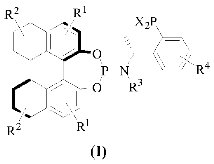 R² R¹ X₂P
O
P N
O R³ R⁴
R² R¹
(I)